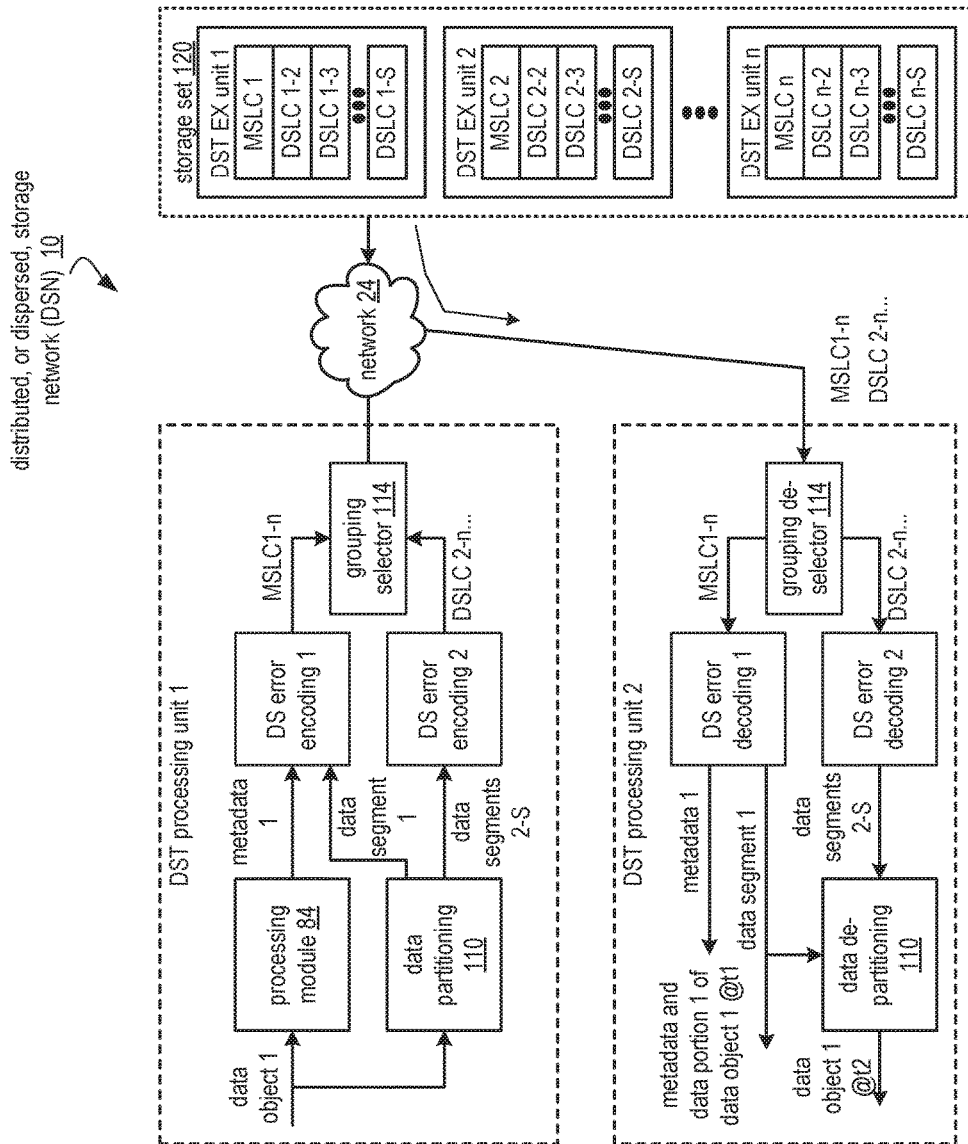 distributed, or dispersed, storage
network (DSN) 10
DST processing unit 1
data
object 1
processing
module 84
data
partitioning
110
metadata
1
data
segment
1
data
segments
2-S
DS error
encoding 1
DS error
encoding 2
MSLC1-n
DSLC 2-n...
grouping
selector 114
network 24
storage set 120
DST EX unit 1
MSLC 1
DSLC 1-2
DSLC 1-3
DSLC 1-S
DST EX unit 2
MSLC 2
DSLC 2-2
DSLC 2-3
DSLC 2-S
DST EX unit n
MSLC n
DSLC n-2
DSLC n-3
DSLC n-S
MSLC1-n
DSLC 2-n...
DST processing unit 2
grouping de-
selector 114
MSLC1-n
DSLC 2-n...
DS error
decoding 1
DS error
decoding 2
metadata 1
data segment 1
data
segments
2-S
metadata and
data portion 1 of
data object 1 @t1
data de-
partitioning
110
data
object 1
@t2